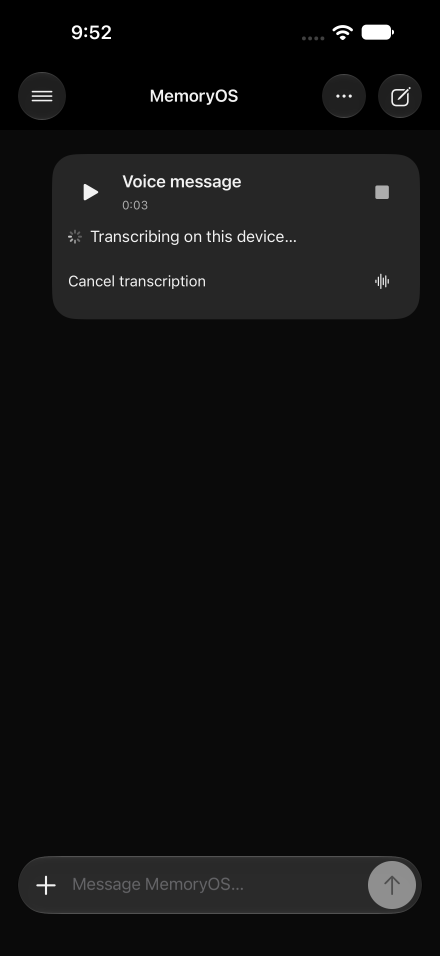 9:52
MemoryOS
Voice message
0:03
Transcribing on this device...
Cancel transcription
Message MemoryOS...